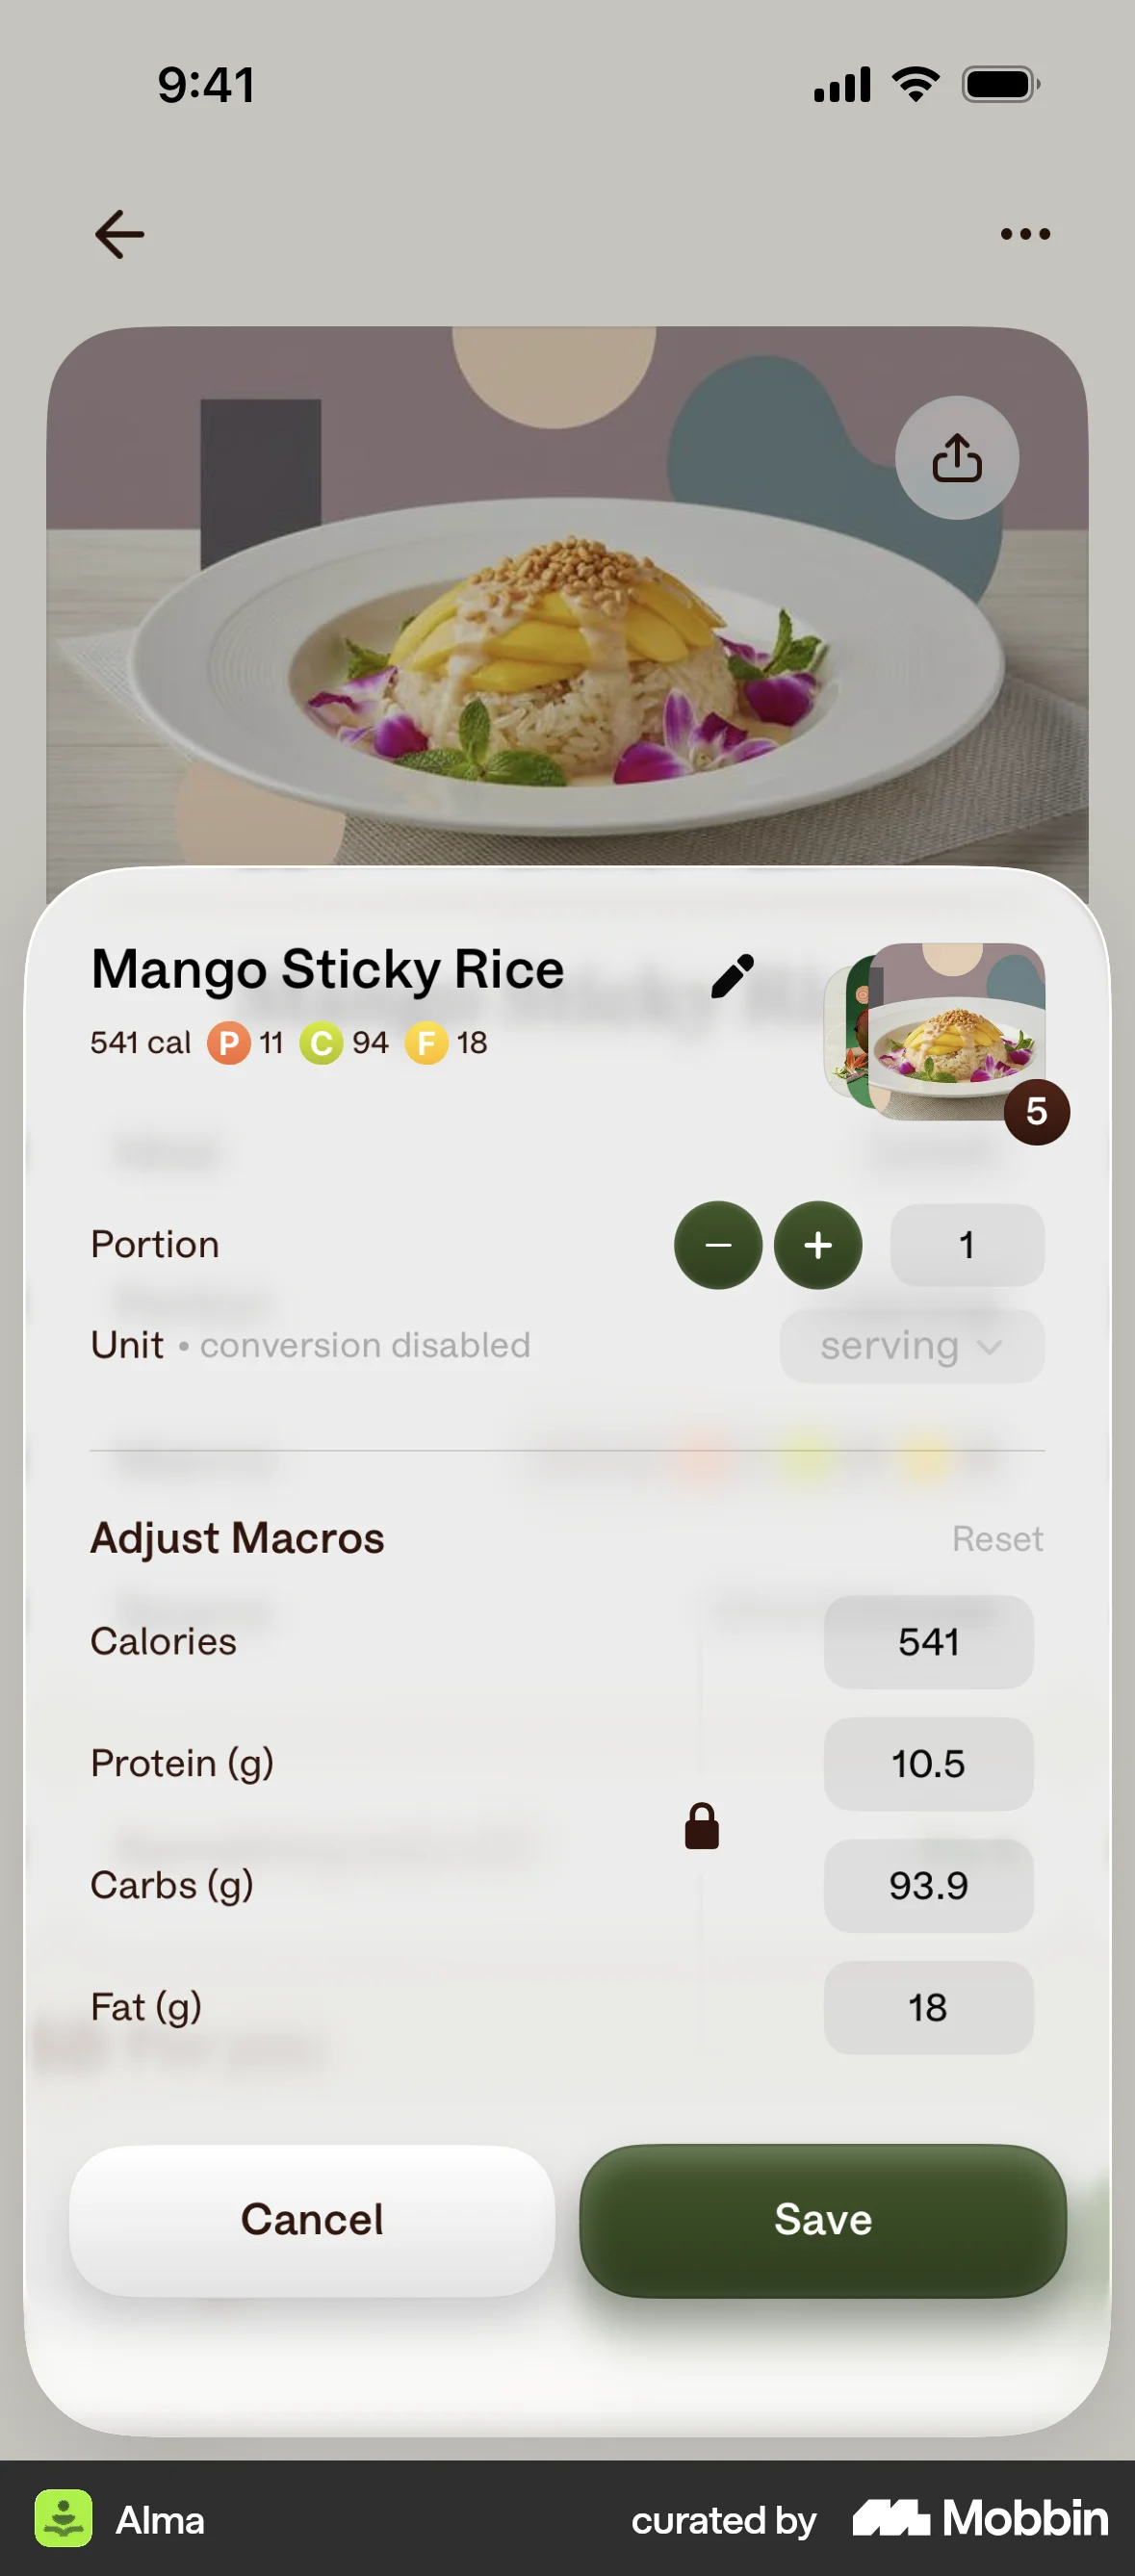 9:41
Mango Sticky Rice
541 cal P 11 C 94 F 18
5
Portion
1
Unit • conversion disabled
serving
Adjust Macros
Reset
Calories
541
Protein (g)
10.5
Carbs (g)
93.9
Fat (g)
18
Cancel
Save
Alma
curated by Mobbin